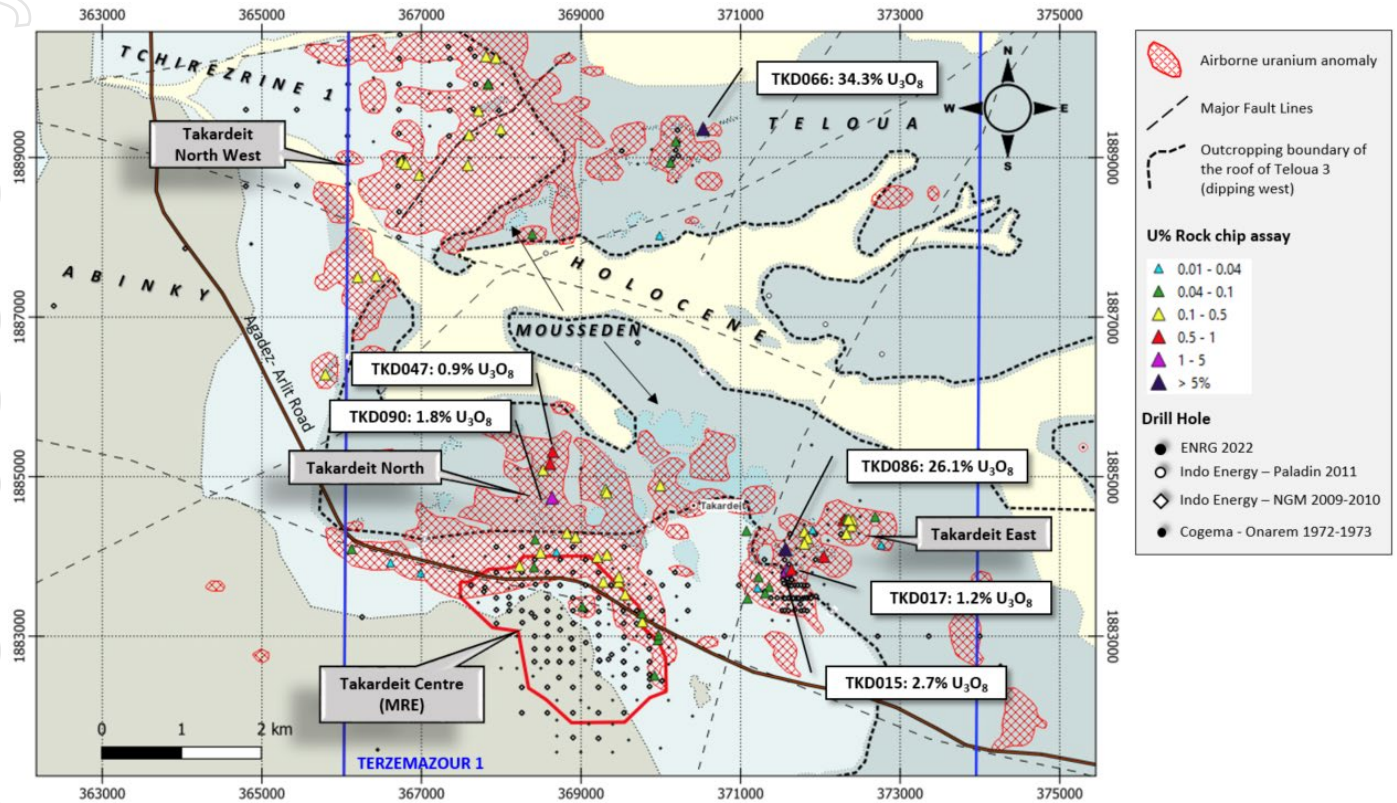 363000 365000 367000 369000 371000 373000 375000
TCHIREZRINE 1
TKD066: 34.3% U₃O₈
N
W E
S
TELOUA
Takardeit
North West
1889000 1889000
ABINKY
HOLOCENE
1887000 1887000
MOUSSEDEN
Agadez- Arlit Road
TKD047: 0.9% U₃O₈
TKD090: 1.8% U₃O₈
Takardeit North
TKD086: 26.1% U₃O₈
1885000 1885000
Takardeit
Takardeit East
TKD017: 1.2% U₃O₈
1883000 1883000
TKD015: 2.7% U₃O₈
Takardeit Centre
(MRE)
0 1 2 km
TERZEMAZOUR 1
363000 365000 367000 369000 371000 373000 375000
Airborne uranium anomaly
Major Fault Lines
Outcropping boundary of
the roof of Teloua 3
(dipping west)
U% Rock chip assay
0.01 - 0.04
0.04 - 0.1
0.1 - 0.5
0.5 - 1
1 - 5
> 5%
Drill Hole
ENRG 2022
Indo Energy – Paladin 2011
Indo Energy – NGM 2009-2010
Cogema - Onarem 1972-1973